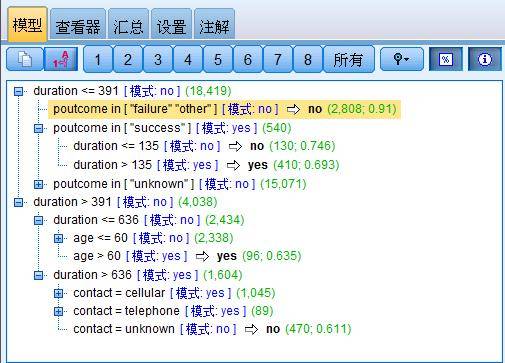 模型 查看器 汇总 设置 注解
1 2 3 4 5 6 7 8 所有 %
duration <= 391 [ 模式: no ] (18,419)
poutcome in [ "failure" "other" ] [ 模式: no ] ⇨ no (2,808; 0.91)
poutcome in [ "success" ] [ 模式: yes ] (540)
duration <= 135 [ 模式: no ] ⇨ no (130; 0.746)
duration > 135 [ 模式: yes ] ⇨ yes (410; 0.693)
poutcome in [ "unknown" ] [ 模式: no ] (15,071)
duration > 391 [ 模式: no ] (4,038)
duration <= 636 [ 模式: no ] (2,434)
age <= 60 [ 模式: no ] (2,338)
age > 60 [ 模式: yes ] ⇨ yes (96; 0.635)
duration > 636 [ 模式: yes ] (1,604)
contact = cellular [ 模式: yes ] (1,045)
contact = telephone [ 模式: yes ] (89)
contact = unknown [ 模式: no ] ⇨ no (470; 0.611)